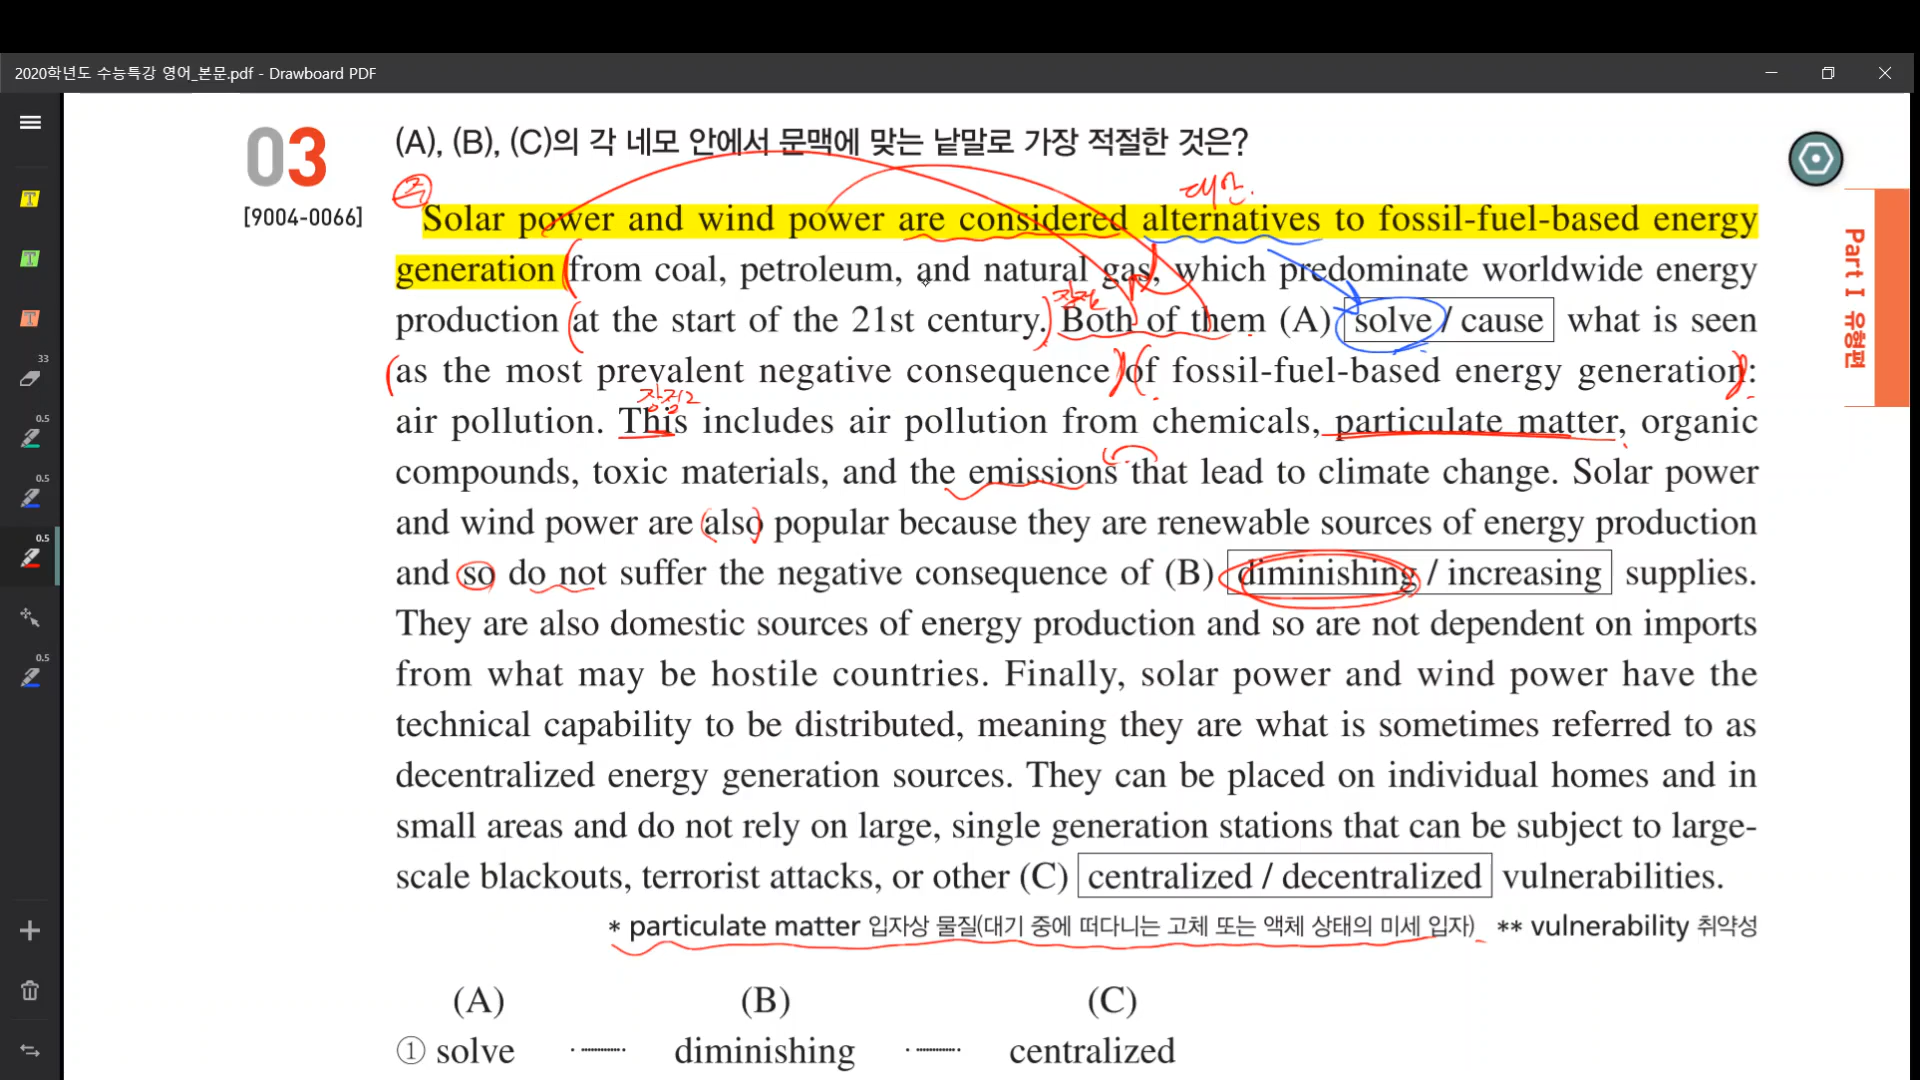 2020학년도 수능특강 영어_본문.pdf - Drawboard PDF
03
[9004-0066]
(A), (B), (C)의 각 네모 안에서 문맥에 맞는 낱말로 가장 적절한 것은?
대안.
Solar power and wind power are considered alternatives to fossil-fuel-based energy
generation from coal, petroleum, and natural gas, which predominate worldwide energy
production at the start of the 21st century. Both of them (A) solve / cause what is seen
as the most prevalent negative consequence of fossil-fuel-based energy generation:
장점2
air pollution. This includes air pollution from chemicals, particulate matter, organic
compounds, toxic materials, and the emissions that lead to climate change. Solar power
and wind power are also popular because they are renewable sources of energy production
and so do not suffer the negative consequence of (B) diminishing / increasing supplies.
They are also domestic sources of energy production and so are not dependent on imports
from what may be hostile countries. Finally, solar power and wind power have the
technical capability to be distributed, meaning they are what is sometimes referred to as
decentralized energy generation sources. They can be placed on individual homes and in
small areas and do not rely on large, single generation stations that can be subject to large-
scale blackouts, terrorist attacks, or other (C) centralized / decentralized vulnerabilities.
* particulate matter 입자상 물질(대기 중에 떠다니는 고체 또는 액체 상태의 미세 입자) ** vulnerability 취약성
(A) (B) (C)
① solve ········ diminishing ········ centralized
Part I 유형편
33
0.5
0.5
0.5
0.5